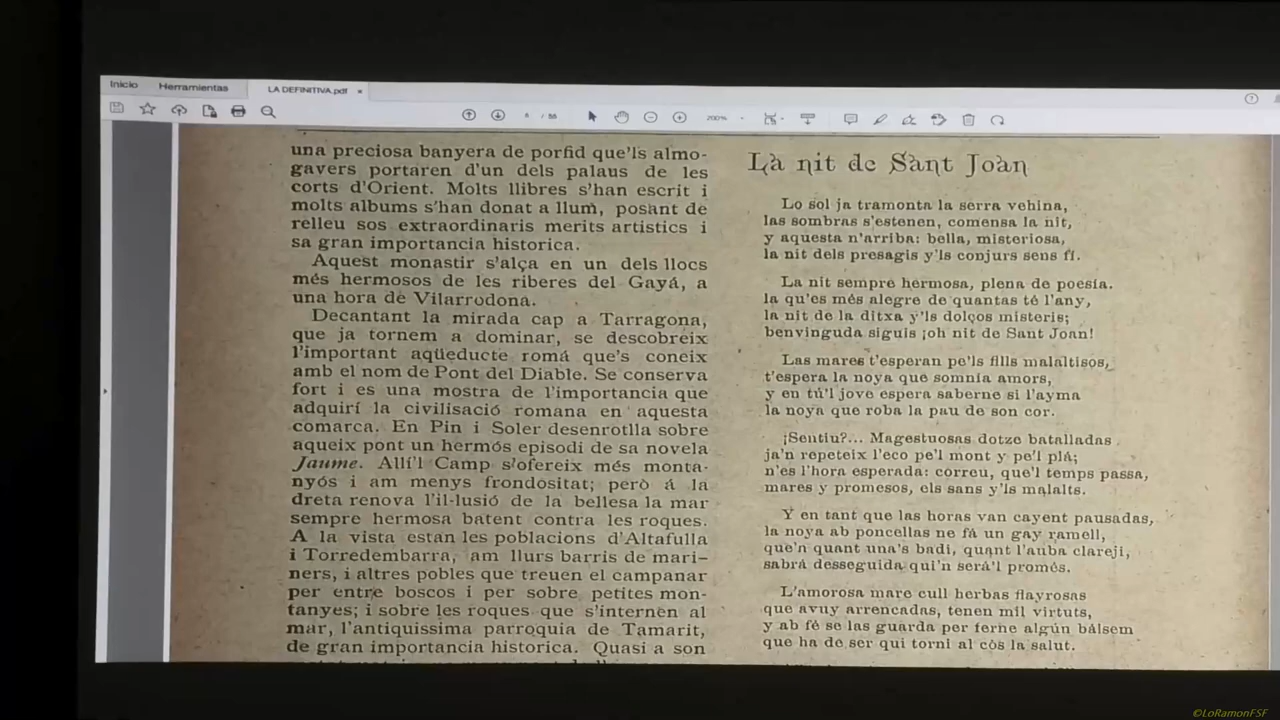 Inicio Herramientas LA DEFINITIVA.pdf
200%
una preciosa banyera de porfid que'ls almo-
gavers portaren d'un dels palaus de les
corts d'Orient. Molts llibres s'han escrit i
molts albums s'han donat a llum, posant de
relleu sos extraordinaris merits artistics i
sa gran importancia historica.
Aquest monastir s'alça en un dels llocs
més hermosos de les riberes del Gayá, a
una hora de Vilarrodona.
Decantant la mirada cap a Tarragona,
que ja tornem a dominar, se descobreix
l'important aqüeducte romá que's coneix
amb el nom de Pont del Diable. Se conserva
fort i es una mostra de l'importancia que
adquirí la civilisació romana en aquesta
comarca. En Pin i Soler desenrotlla sobre
aqueix pont un hermós episodi de sa novela
Jaume. Allí'l Camp s'ofereix més monta-
nyós i am menys frondositat; però á la
dreta renova l'il-lusió de la bellesa la mar
sempre hermosa batent contra les roques.
A la vista estan les poblacions d'Altafulla
i Torredembarra, am llurs barris de mari-
ners, i altres pobles que treuen el campanar
per entre boscos i per sobre petites mon-
tanyes; i sobre les roques que s'internen al
mar, l'antiquissima parroquia de Tamarit,
de gran importancia historica. Quasi a son
La nit de Sant Joan
Lo sol ja tramonta la serra vehina,
las sombras s'estenen, comensa la nit,
y aquesta n'arriba: bella, misteriosa,
la nit dels presagis y'ls conjurs sens fi.
La nit sempre hermosa, plena de poesía.
la qu'es més alegre de quantas té l'any,
la nit de la ditxa y'ls dolços misteris;
benvinguda siguis ¡oh nit de Sant Joan!
Las mares t'esperan pe'ls fills malaltisos,
t'espera la noya que somnía amors,
y en tú'l jove espera saberne si l'ayma
la noya que roba la pau de son cor.
¡Sentiu?... Magestuosas dotze batalladas
ja'n repeteix l'eco pe'l mont y pe'l plá;
n'es l'hora esperada: correu, que'l temps passa,
mares y promesos, els sans y'ls malalts.
Y en tant que las horas van cayent pausadas,
la noya ab poncellas ne fá un gay ramell,
que'n quant una's badi, quant l'auba clareji,
sabrá desseguida qui'n será'l promés.
L'amorosa mare cull herbas flayrosas
que avuy arrencadas, tenen mil virtuts,
y ab fé se las guarda per ferne algún bálsem
que ha de ser qui torni al cos la salut.
©LoRamonFSF